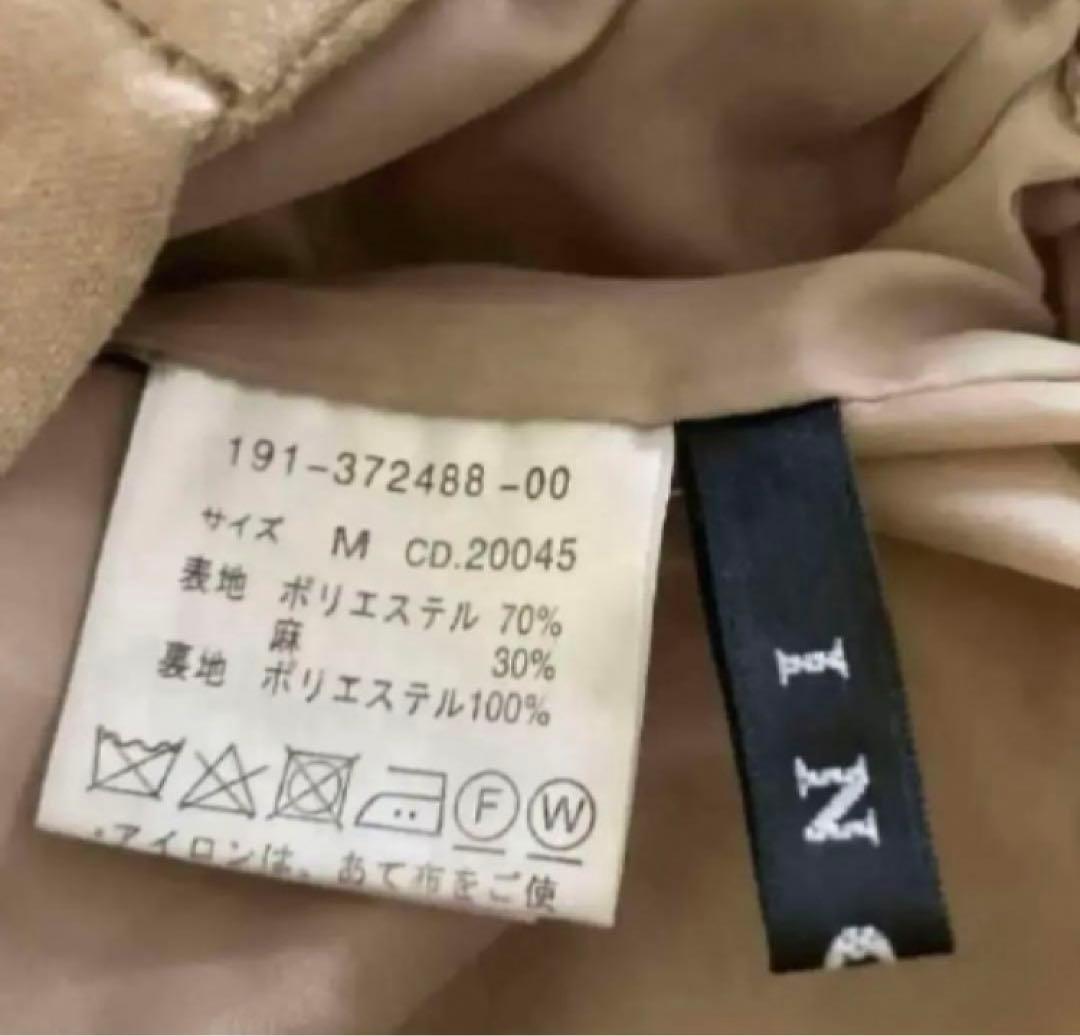 191-372488-00
サイズ M CD.20045
表地 ポリエステル 70%
麻 30%
裏地 ポリエステル100%
F W
・アイロンは、あて布をご使
I N